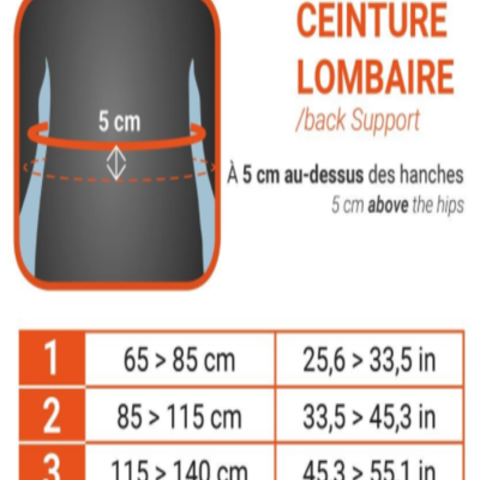 CEINTURE
LOMBAIRE
/back Support
5 cm
À 5 cm au-dessus des hanches
5 cm above the hips
1 65 > 85 cm 25,6 > 33,5 in
2 85 > 115 cm 33,5 > 45,3 in
3 115 > 140 cm 45,3 > 55,1 in